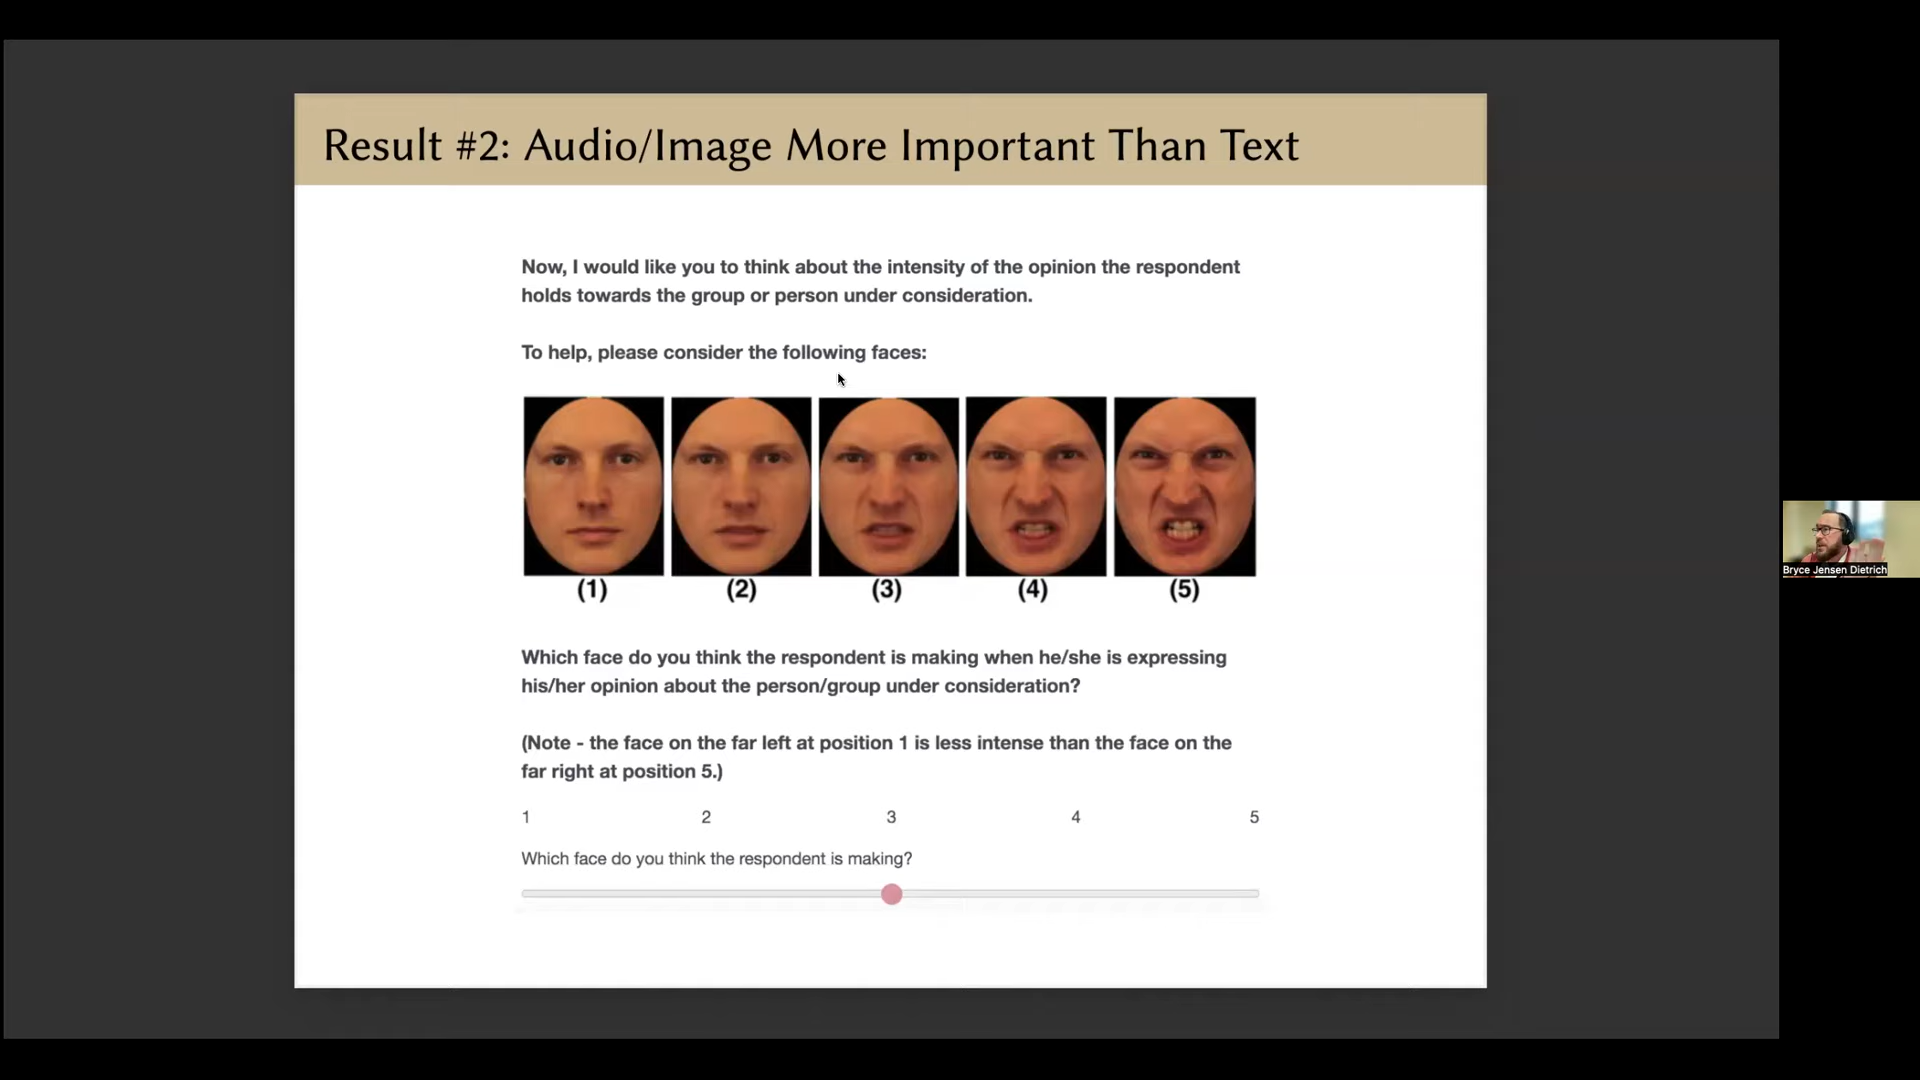 Result #2: Audio/Image More Important Than Text
Now, I would like you to think about the intensity of the opinion the respondent
holds towards the group or person under consideration.
To help, please consider the following faces:
(1) (2) (3) (4) (5)
Which face do you think the respondent is making when he/she is expressing
his/her opinion about the person/group under consideration?
(Note - the face on the far left at position 1 is less intense than the face on the
far right at position 5.)
1 2 3 4 5
Which face do you think the respondent is making?
Bryce Jensen Dietrich